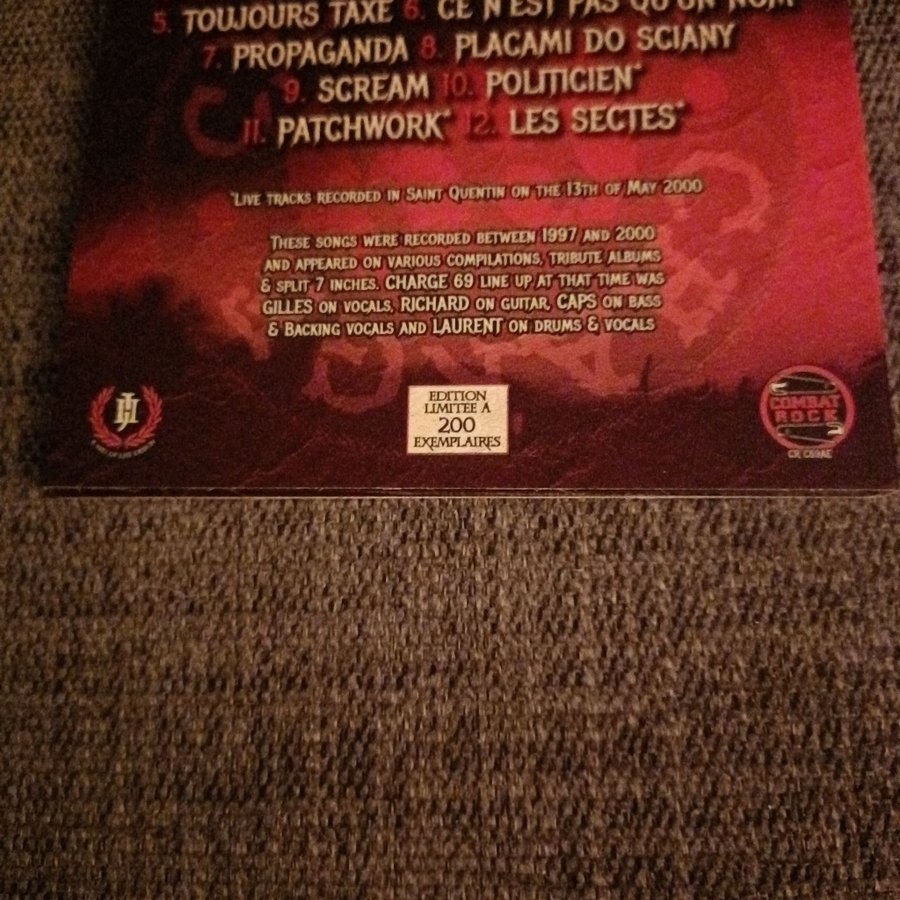 5. TOUJOURS TAXE 6. CE N'EST PAS QU'UN NOM
7. PROPAGANDA 8. PLACAMI DO SCIANY
9. SCREAM 10. POLITICIEN*
11. PATCHWORK* 12. LES SECTES*
*LIVE TRACKS RECORDED IN SAINT QUENTIN ON THE 13TH OF MAY 2000
THESE SONGS WERE RECORDED BETWEEN 1997 AND 2000
AND APPEARED ON VARIOUS COMPILATIONS, TRIBUTE ALBUMS
& SPLIT 7 INCHES. CHARGE 69 LINE UP AT THAT TIME WAS
GILLES ON VOCALS, RICHARD ON GUITAR, CAPS ON BASS
& BACKING VOCALS AND LAURENT ON DRUMS & VOCALS
EDITION
LIMITEE A
200
EXEMPLAIRES
COMBAT
ROCK